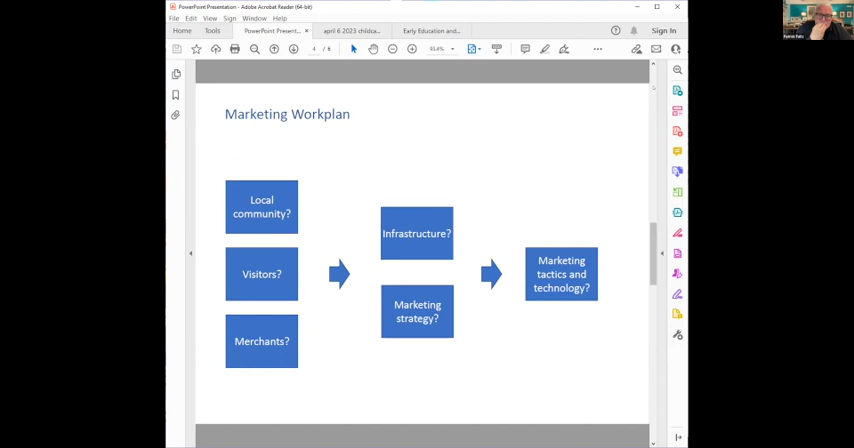 PowerPoint Presentation - Adobe Acrobat Reader (64-bit)
File Edit View Sign Window Help
Home Tools PowerPoint Present... × april 6 2023 chldca... Early Education and... Sign In
4 / 6 93.6%
Marketing Workplan
Local
community?
Visitors?
Merchants?
Infrastructure?
Marketing
strategy?
Marketing
tactics and
technology?